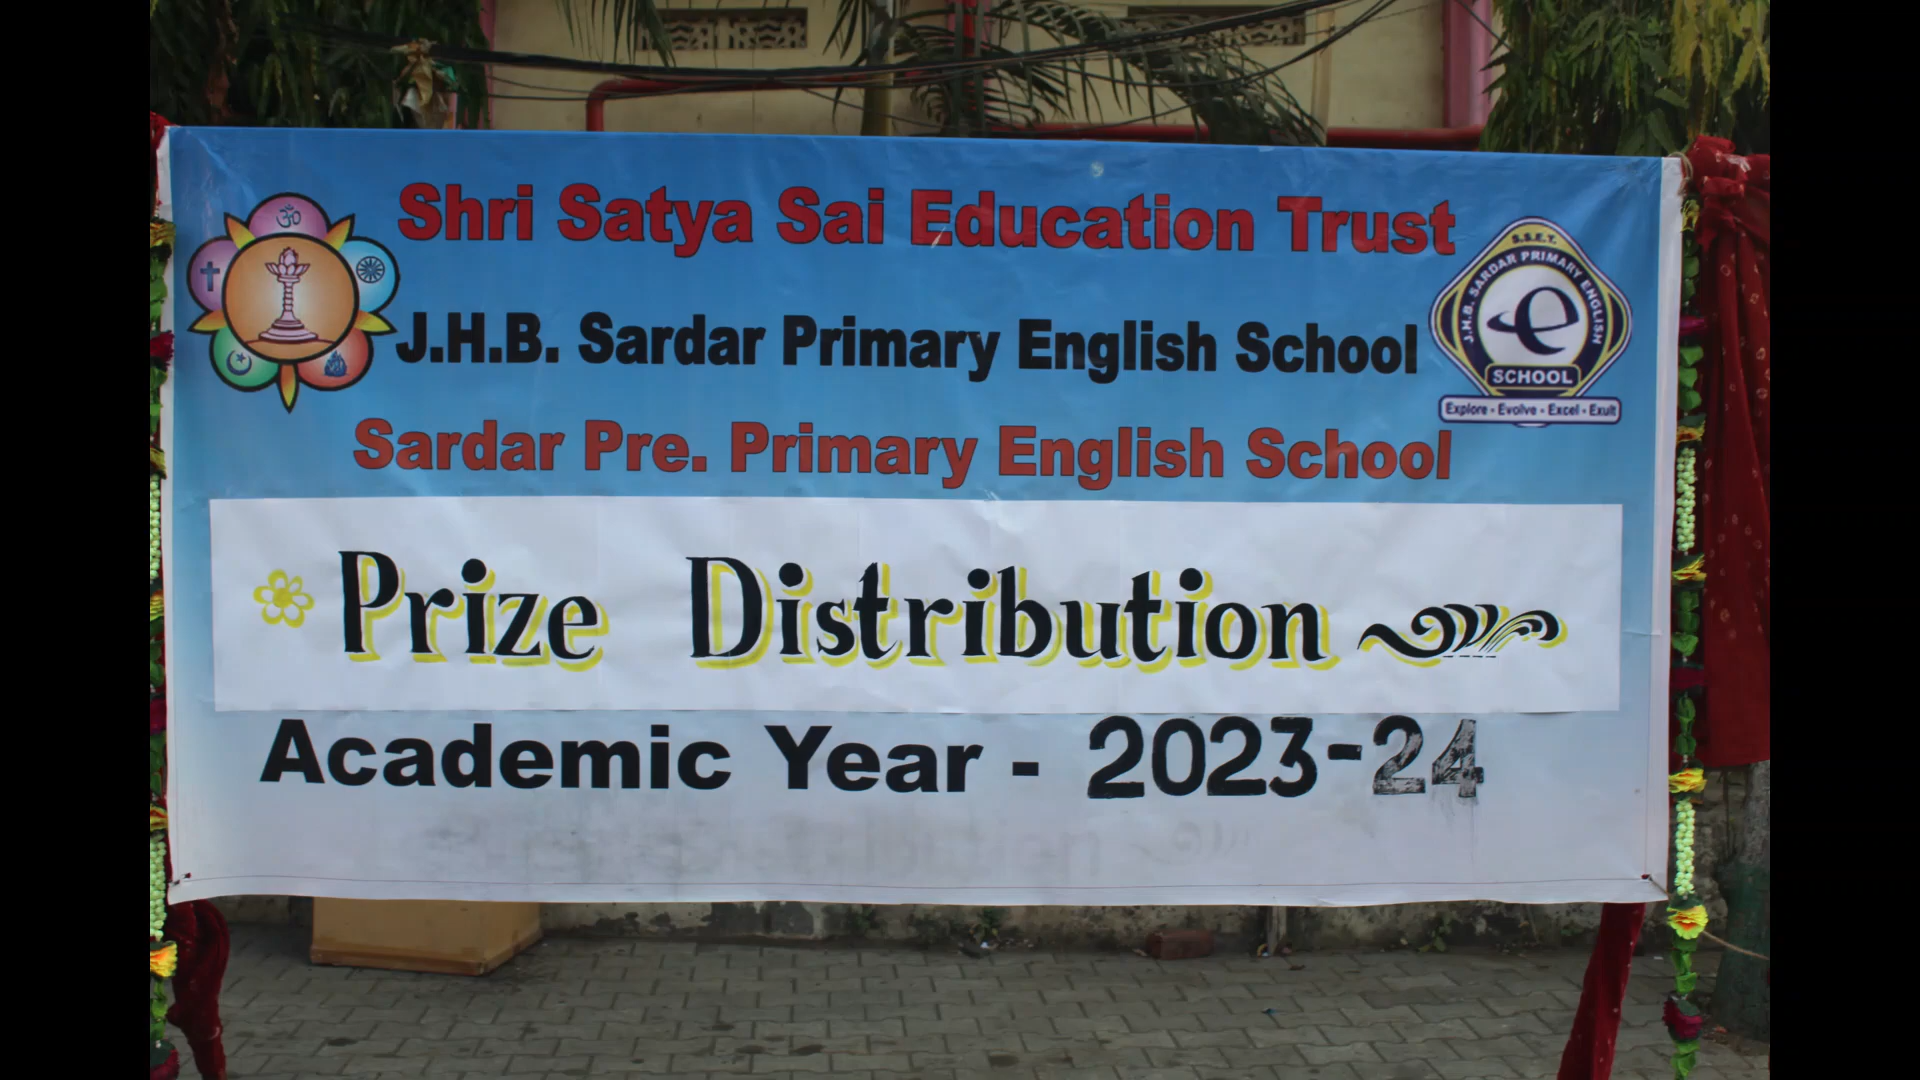 Shri Satya Sai Education Trust
J.H.B. Sardar Primary English School
Sardar Pre. Primary English School
Prize Distribution
Academic Year - 2023-24
S.S.E.T.
J.H.B. SARDAR PRIMARY ENGLISH
e
SCHOOL
Explore - Evolve - Excel - Exult
ॐ